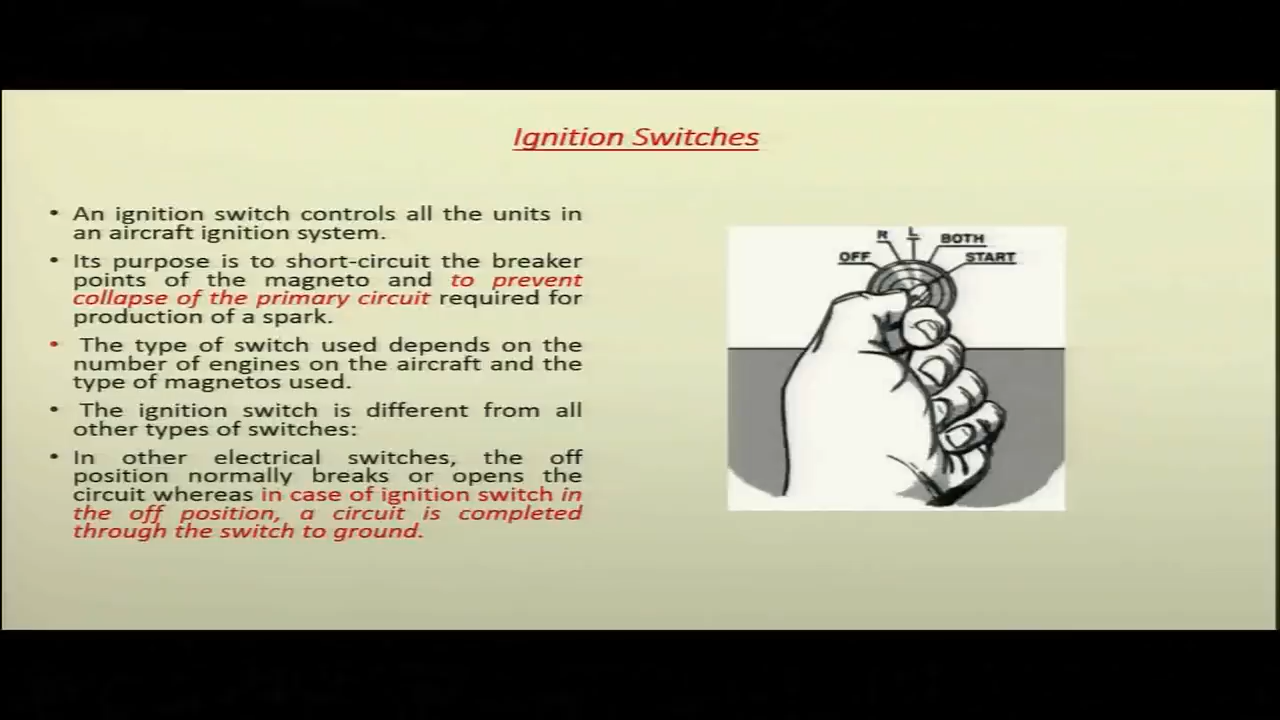 Ignition Switches
• An ignition switch controls all the units in
an aircraft ignition system.
• Its purpose is to short-circuit the breaker
points of the magneto and to prevent
collapse of the primary circuit required for
production of a spark.
• The type of switch used depends on the
number of engines on the aircraft and the
type of magnetos used.
• The ignition switch is different from all
other types of switches:
• In other electrical switches, the off
position normally breaks or opens the
circuit whereas in case of ignition switch in
the off position, a circuit is completed
through the switch to ground.
OFF R L BOTH
START